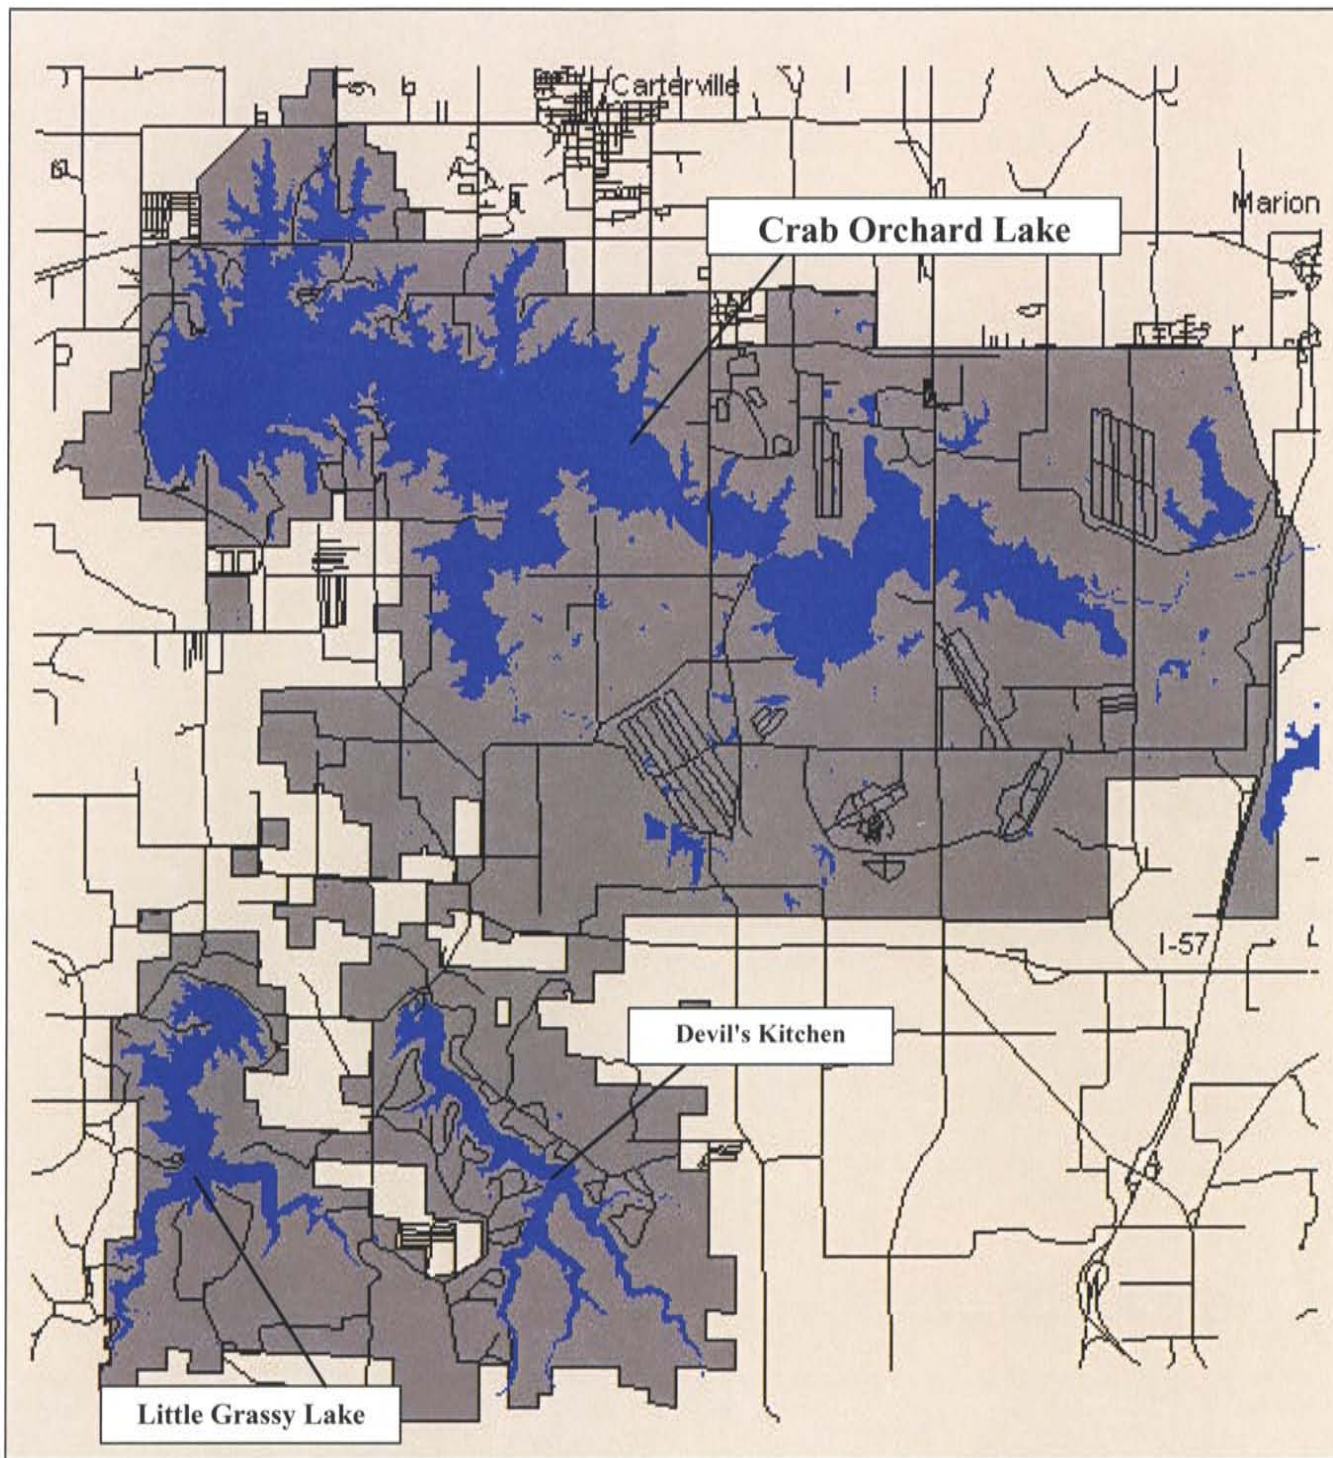 Carterville
Marion
Crab Orchard Lake
I-57
Devil's Kitchen
Little Grassy Lake